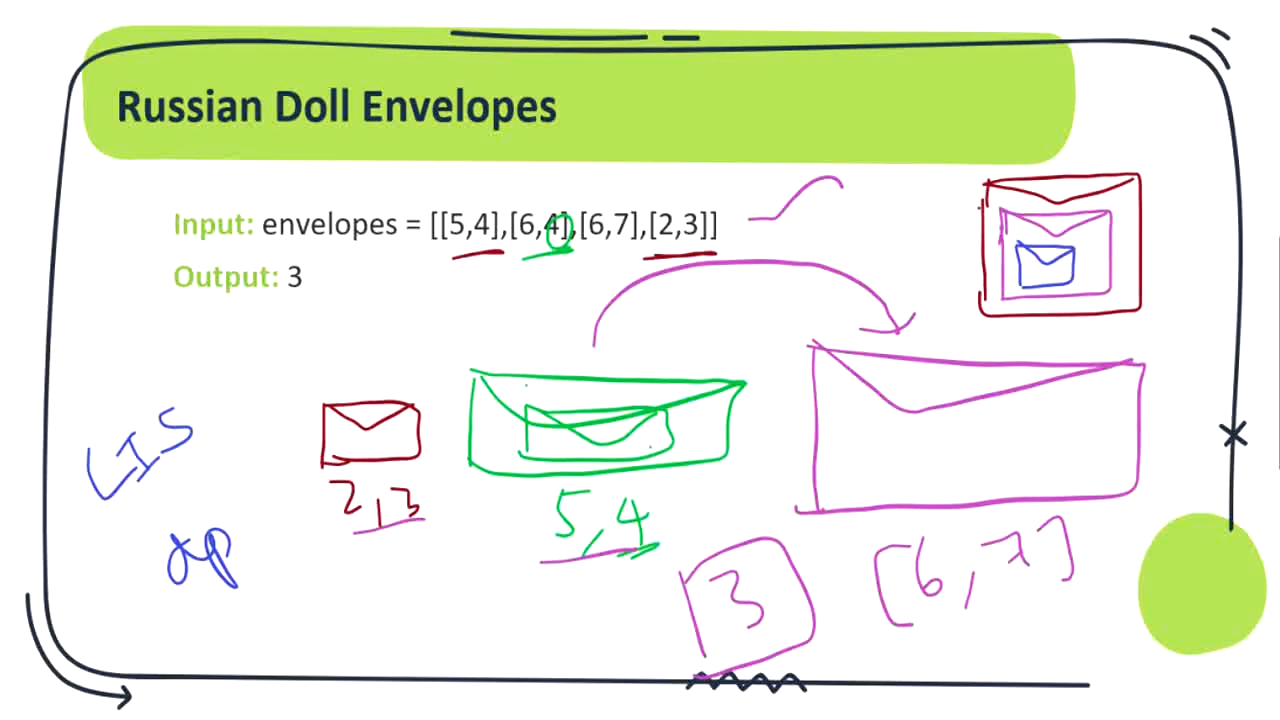 Russian Doll Envelopes
Input: envelopes = [[5,4],[6,4],[6,7],[2,3]]
Output: 3
LIS
dp
2,3
5,4
[6,7]
3